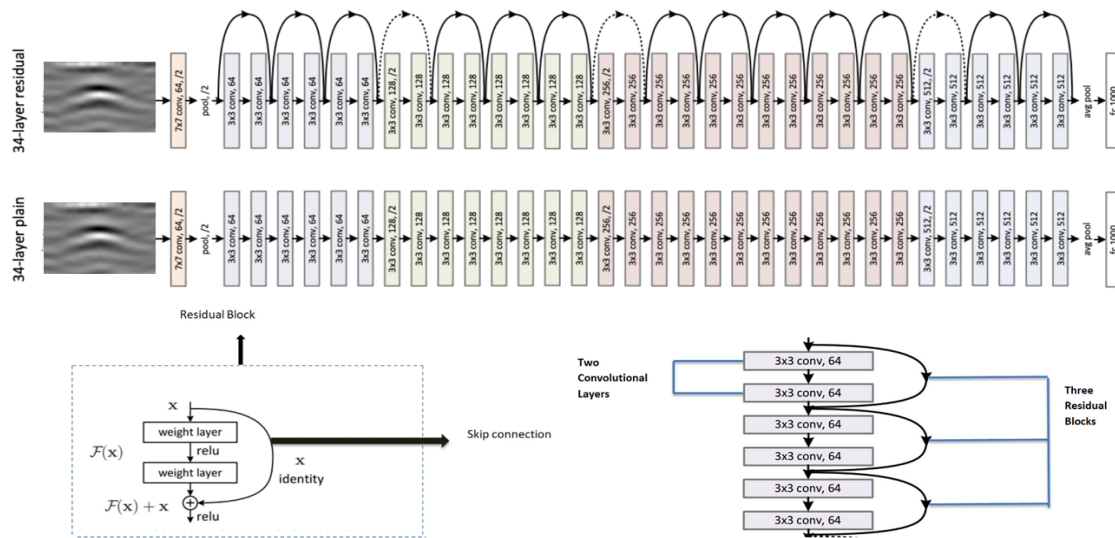 34-layer residual
7x7 conv, 64, /2
pool, /2
3x3 conv, 64
3x3 conv, 64
3x3 conv, 64
3x3 conv, 64
3x3 conv, 64
3x3 conv, 64
3x3 conv, 128, /2
3x3 conv, 128
3x3 conv, 128
3x3 conv, 128
3x3 conv, 128
3x3 conv, 128
3x3 conv, 128
3x3 conv, 128
3x3 conv, 256, /2
3x3 conv, 256
3x3 conv, 256
3x3 conv, 256
3x3 conv, 256
3x3 conv, 256
3x3 conv, 256
3x3 conv, 256
3x3 conv, 256
3x3 conv, 256
3x3 conv, 256
3x3 conv, 256
3x3 conv, 512, /2
3x3 conv, 512
3x3 conv, 512
3x3 conv, 512
3x3 conv, 512
3x3 conv, 512
avg pool
fc 1000
34-layer plain
7x7 conv, 64, /2
pool, /2
3x3 conv, 64
3x3 conv, 64
3x3 conv, 64
3x3 conv, 64
3x3 conv, 64
3x3 conv, 64
3x3 conv, 128, /2
3x3 conv, 128
3x3 conv, 128
3x3 conv, 128
3x3 conv, 128
3x3 conv, 128
3x3 conv, 128
3x3 conv, 128
3x3 conv, 256, /2
3x3 conv, 256
3x3 conv, 256
3x3 conv, 256
3x3 conv, 256
3x3 conv, 256
3x3 conv, 256
3x3 conv, 256
3x3 conv, 256
3x3 conv, 256
3x3 conv, 256
3x3 conv, 256
3x3 conv, 512, /2
3x3 conv, 512
3x3 conv, 512
3x3 conv, 512
3x3 conv, 512
3x3 conv, 512
avg pool
fc 1000
Residual Block
x
weight layer
F(x)
relu
weight layer
x
identity
F(x) + x
+
relu
Skip connection
Two
Convolutional
Layers
3x3 conv, 64
3x3 conv, 64
3x3 conv, 64
3x3 conv, 64
3x3 conv, 64
3x3 conv, 64
Three
Residual
Blocks